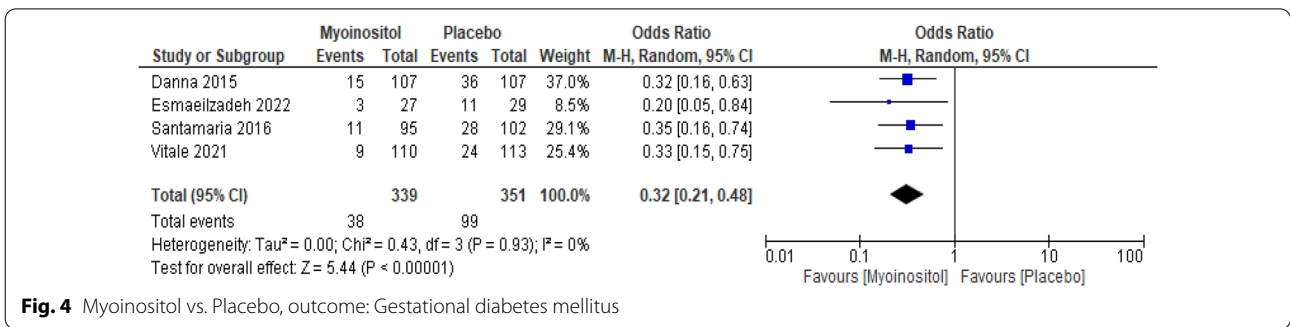 Myoinositol Placebo Odds Ratio Odds Ratio
Study or Subgroup Events Total Events Total Weight M-H, Random, 95% CI M-H, Random, 95% CI
Danna 2015 15 107 36 107 37.0% 0.32 [0.16, 0.63]
Esmaeilzadeh 2022 3 27 11 29 8.5% 0.20 [0.05, 0.84]
Santamaria 2016 11 95 28 102 29.1% 0.35 [0.16, 0.74]
Vitale 2021 9 110 24 113 25.4% 0.33 [0.15, 0.75]
Total (95% CI) 339 351 100.0% 0.32 [0.21, 0.48]
Total events 38 99
Heterogeneity: Tau² = 0.00; Chi² = 0.43, df = 3 (P = 0.93); I² = 0%
Test for overall effect: Z = 5.44 (P < 0.00001)
0.01 0.1 1 10 100
Favours [Myoinositol] Favours [Placebo]
Fig. 4 Myoinositol vs. Placebo, outcome: Gestational diabetes mellitus